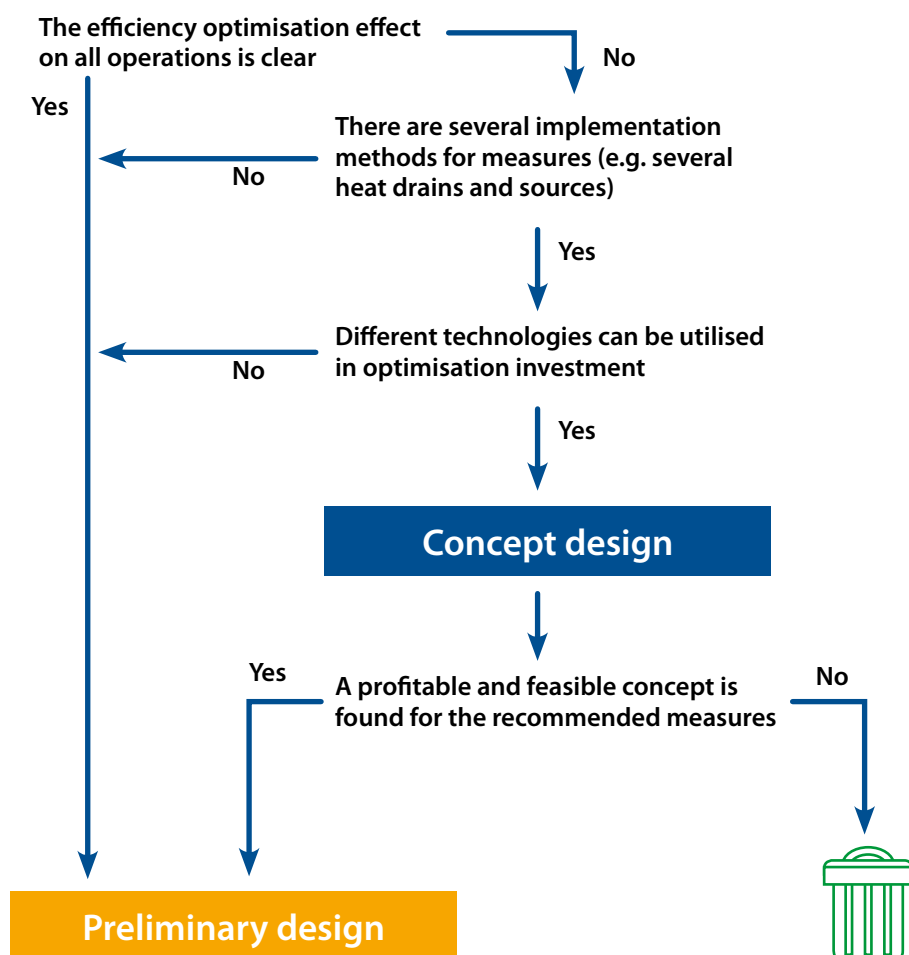 The efficiency optimisation effect
on all operations is clear
No
Yes
There are several implementation
methods for measures (e.g. several
heat drains and sources)
No
Yes
Different technologies can be utilised
in optimisation investment
No
Yes
Concept design
Yes
A profitable and feasible concept is
found for the recommended measures
No
Preliminary design